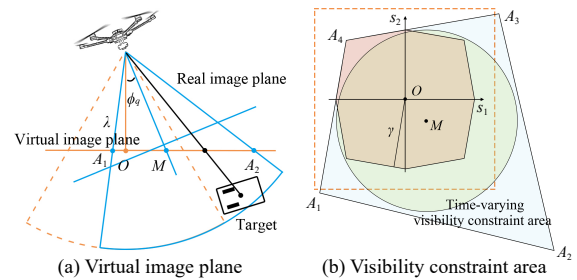 Real image plane
ϕq
λ
Virtual image plane
A1
O
M
A2
Target
(a) Virtual image plane
s2
A3
A4
O
s1
M
γ
A1
Time-varying
visibility constraint area
A2
(b) Visibility constraint area